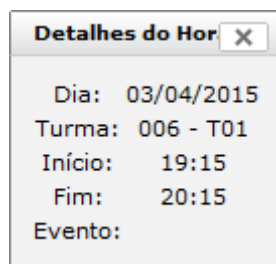 Detalhes do Hor
Dia: 03/04/2015
Turma: 006 - T01
Início: 19:15
Fim: 20:15
Evento: